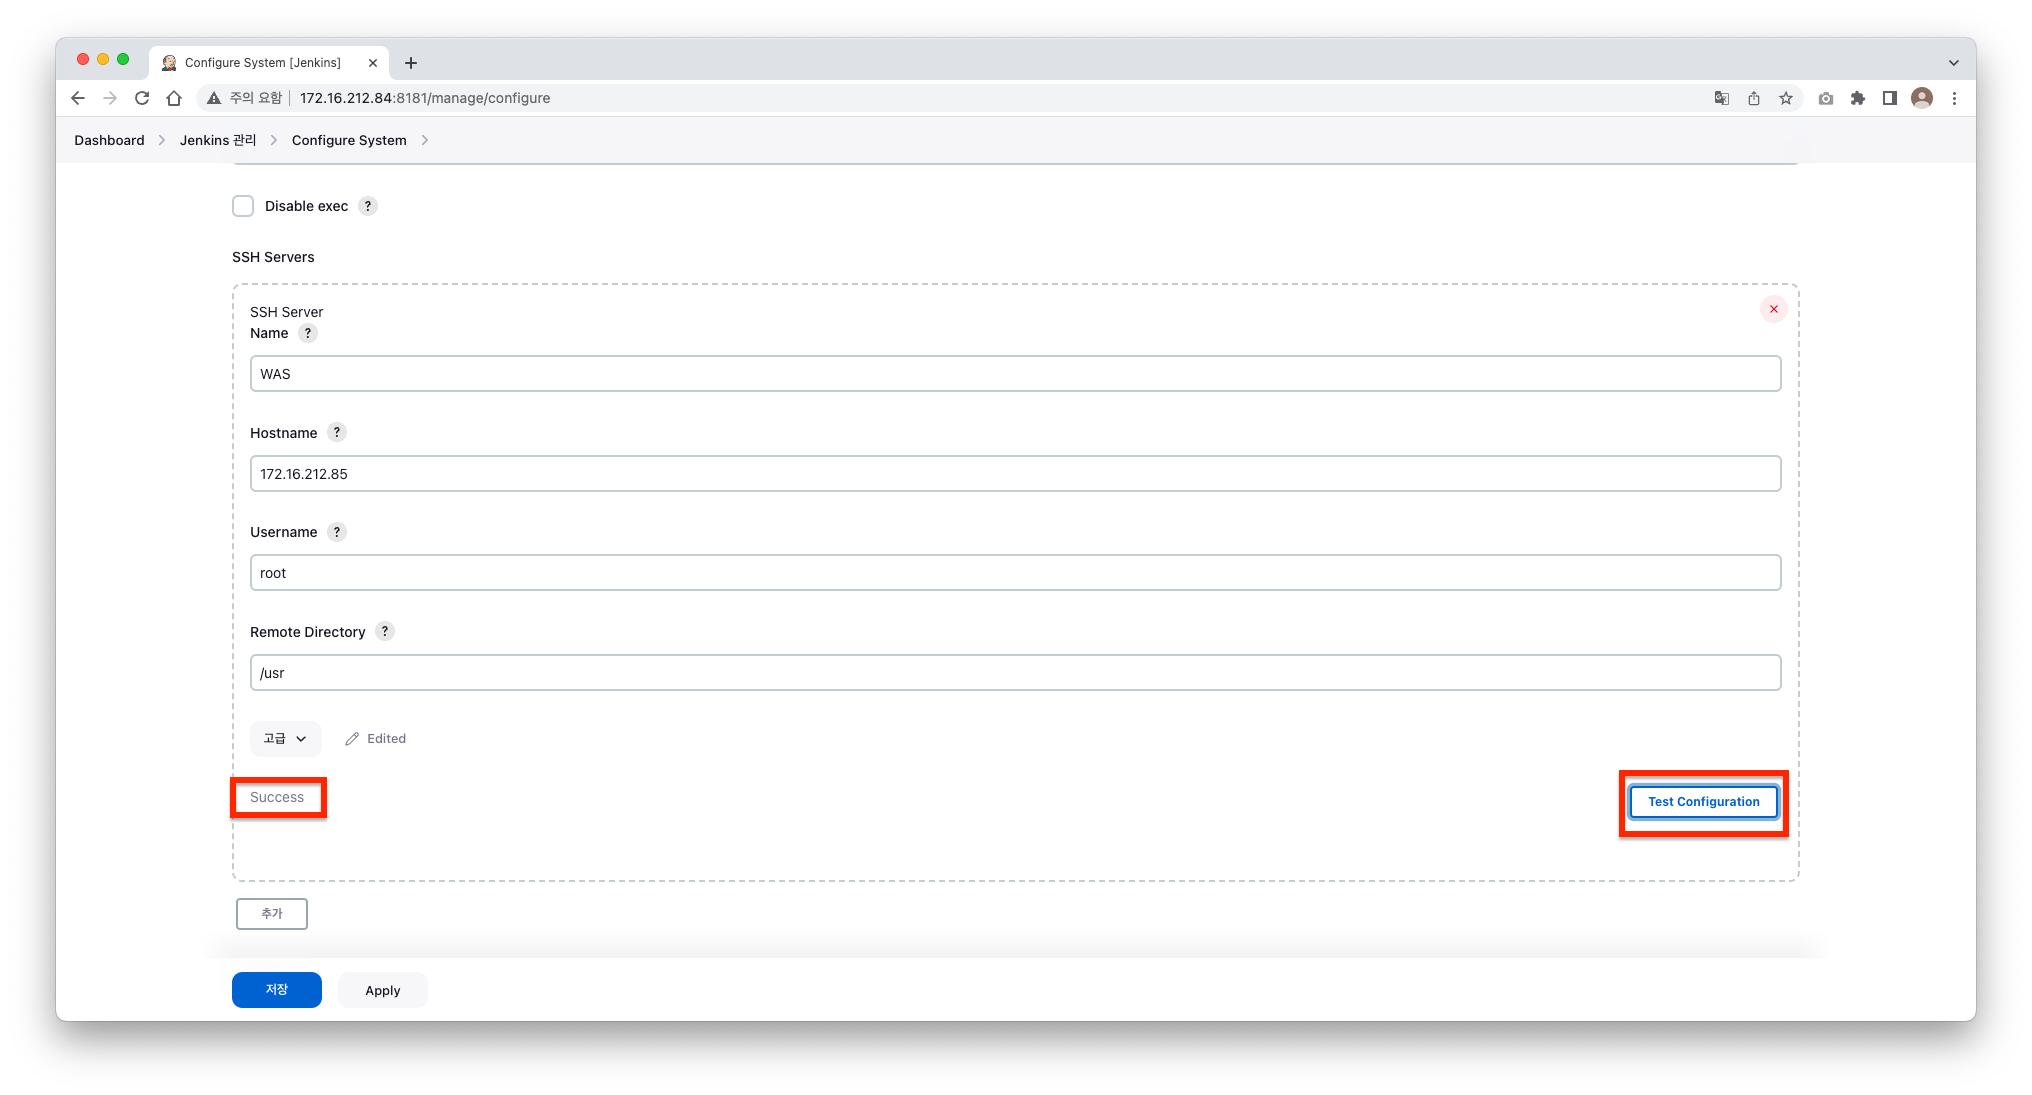 Configure System [Jenkins]
주의 요함 172.16.212.84:8181/manage/configure
Dashboard Jenkins 관리 Configure System
Disable exec ?
SSH Servers
SSH Server
Name ?
WAS
Hostname ?
172.16.212.85
Username ?
root
Remote Directory ?
/usr
고급 Edited
Success
Test Configuration
추가
저장 Apply